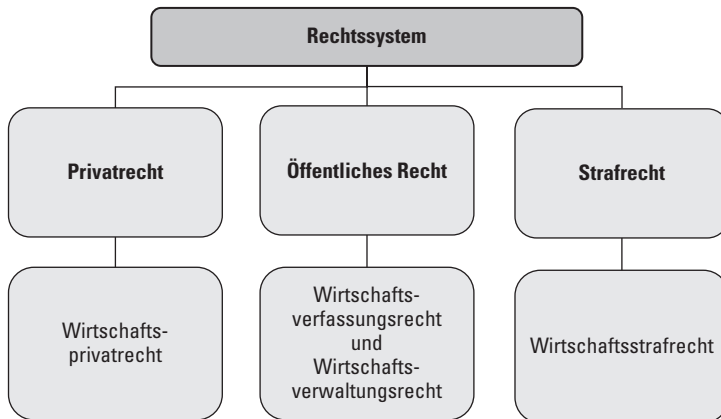 Rechtssystem
Privatrecht
Öffentliches Recht
Strafrecht
Wirtschafts-
privatrecht
Wirtschafts-
verfassungsrecht
und
Wirtschafts-
verwaltungsrecht
Wirtschaftsstrafrecht